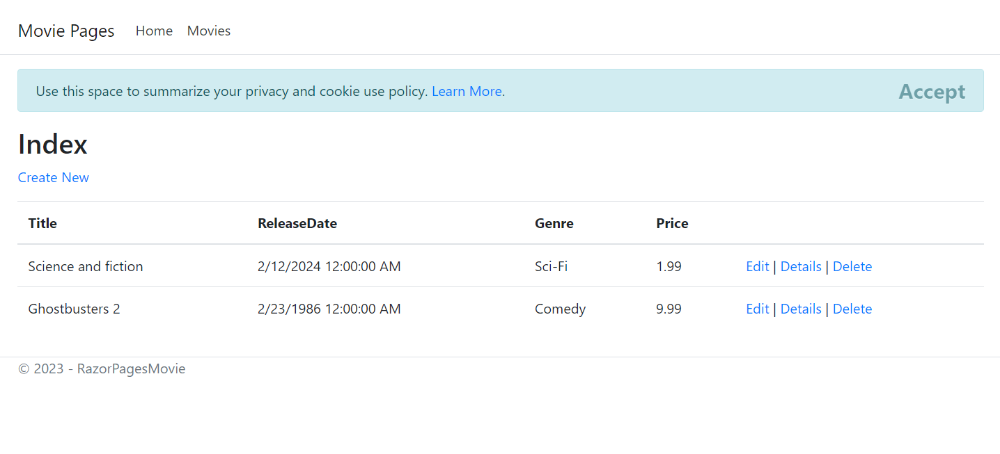 Movie Pages Home Movies
Use this space to summarize your privacy and cookie use policy. Learn More. Accept
Index
Create New
Title ReleaseDate Genre Price
Science and fiction 2/12/2024 12:00:00 AM Sci-Fi 1.99 Edit | Details | Delete
Ghostbusters 2 2/23/1986 12:00:00 AM Comedy 9.99 Edit | Details | Delete
© 2023 - RazorPagesMovie